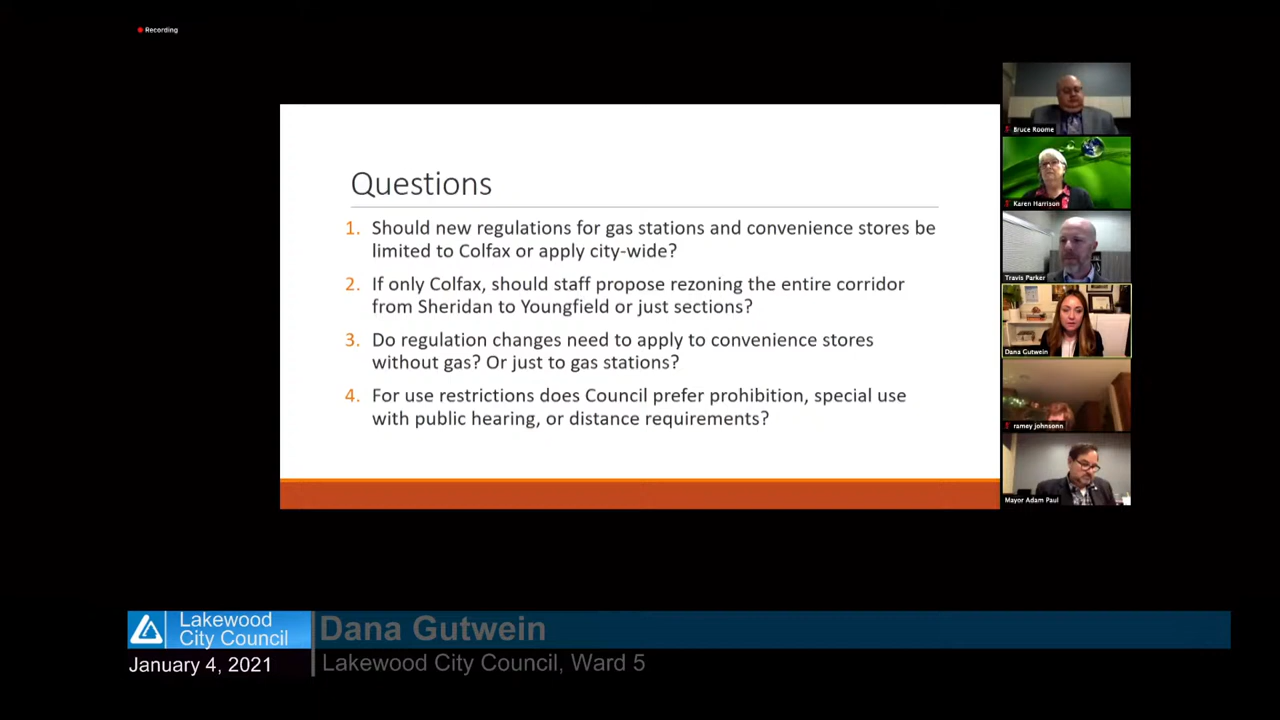 Recording
Questions
1. Should new regulations for gas stations and convenience stores be
limited to Colfax or apply city-wide?
2. If only Colfax, should staff propose rezoning the entire corridor
from Sheridan to Youngfield or just sections?
3. Do regulation changes need to apply to convenience stores
without gas? Or just to gas stations?
4. For use restrictions does Council prefer prohibition, special use
with public hearing, or distance requirements?
Bruce Roome
Karen Harrison
Travis Parker
Dana Gutwein
ramey johnsonn
Mayor Adam Paul
Lakewood
City Council
January 4, 2021
Dana Gutwein
Lakewood City Council, Ward 5